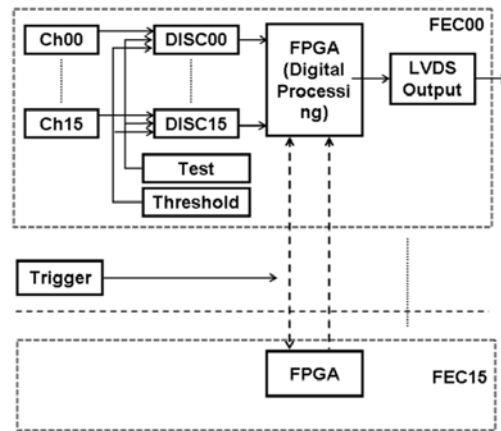 FEC00
Ch00
DISC00
FPGA
(Digital
Processi
ng)
LVDS
Output
Ch15
DISC15
Test
Threshold
Trigger
FPGA
FEC15